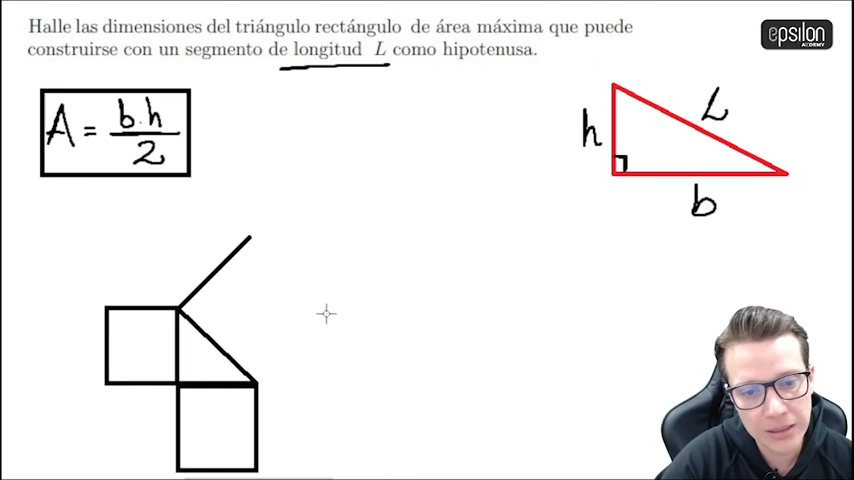 Halle las dimensiones del triángulo rectángulo de área máxima que puede
construirse con un segmento de longitud L como hipotenusa.
epsilon
ACADEMY
A = b.h
2
h
L
b